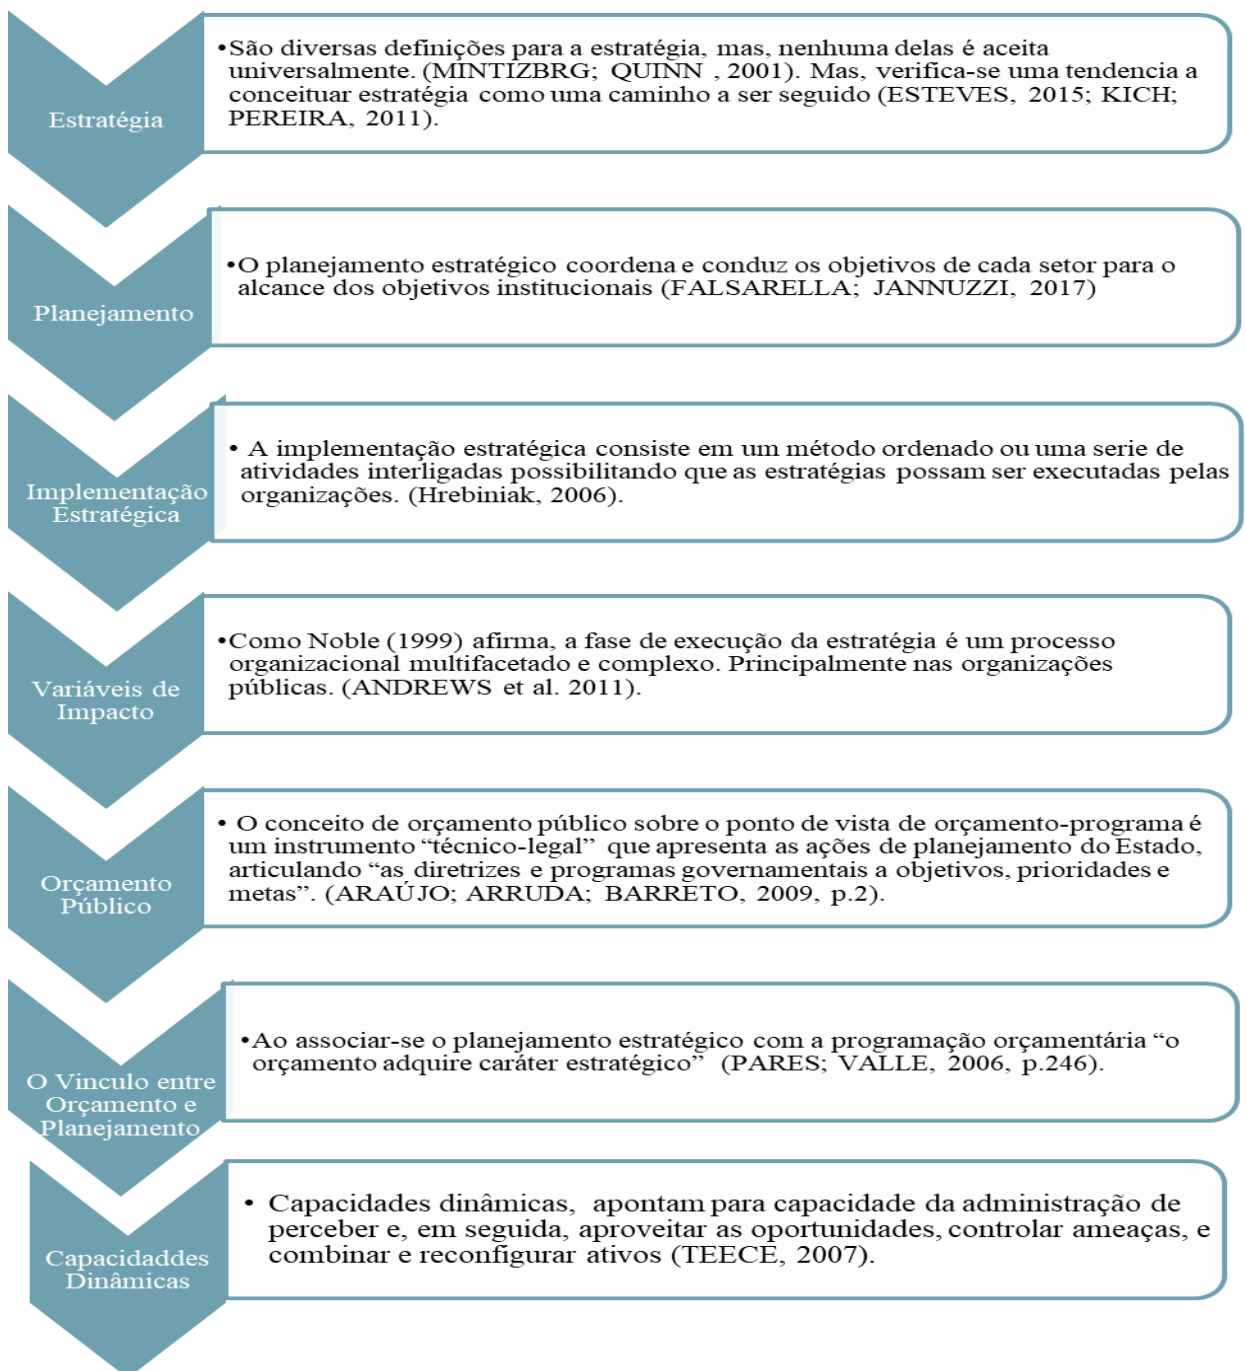 Estratégia
•São diversas definições para a estratégia, mas, nenhuma delas é aceita
universalmente. (MINTIZBRG; QUINN , 2001). Mas, verifica-se uma tendencia a
conceituar estratégia como uma caminho a ser seguido (ESTEVES, 2015; KICH;
PEREIRA, 2011).
Planejamento
•O planejamento estratégico coordena e conduz os objetivos de cada setor para o
alcance dos objetivos institucionais (FALSARELLA; JANNUZZI, 2017)
Implementação
Estratégica
• A implementação estratégica consiste em um método ordenado ou uma serie de
atividades interligadas possibilitando que as estratégias possam ser executadas pelas
organizações. (Hrebiniak, 2006).
Variáveis de
Impacto
•Como Noble (1999) afirma, a fase de execução da estratégia é um processo
organizacional multifacetado e complexo. Principalmente nas organizações
públicas. (ANDREWS et al. 2011).
Orçamento
Público
• O conceito de orçamento público sobre o ponto de vista de orçamento-programa é
um instrumento “técnico-legal” que apresenta as ações de planejamento do Estado,
articulando “as diretrizes e programas governamentais a objetivos, prioridades e
metas”. (ARAÚJO; ARRUDA; BARRETO, 2009, p.2).
O Vinculo entre
Orçamento e
Planejamento
•Ao associar-se o planejamento estratégico com a programação orçamentária “o
orçamento adquire caráter estratégico” (PARES; VALLE, 2006, p.246).
Capacidaddes
Dinâmicas
• Capacidades dinâmicas, apontam para capacidade da administração de
perceber e, em seguida, aproveitar as oportunidades, controlar ameaças, e
combinar e reconfigurar ativos (TEECE, 2007).